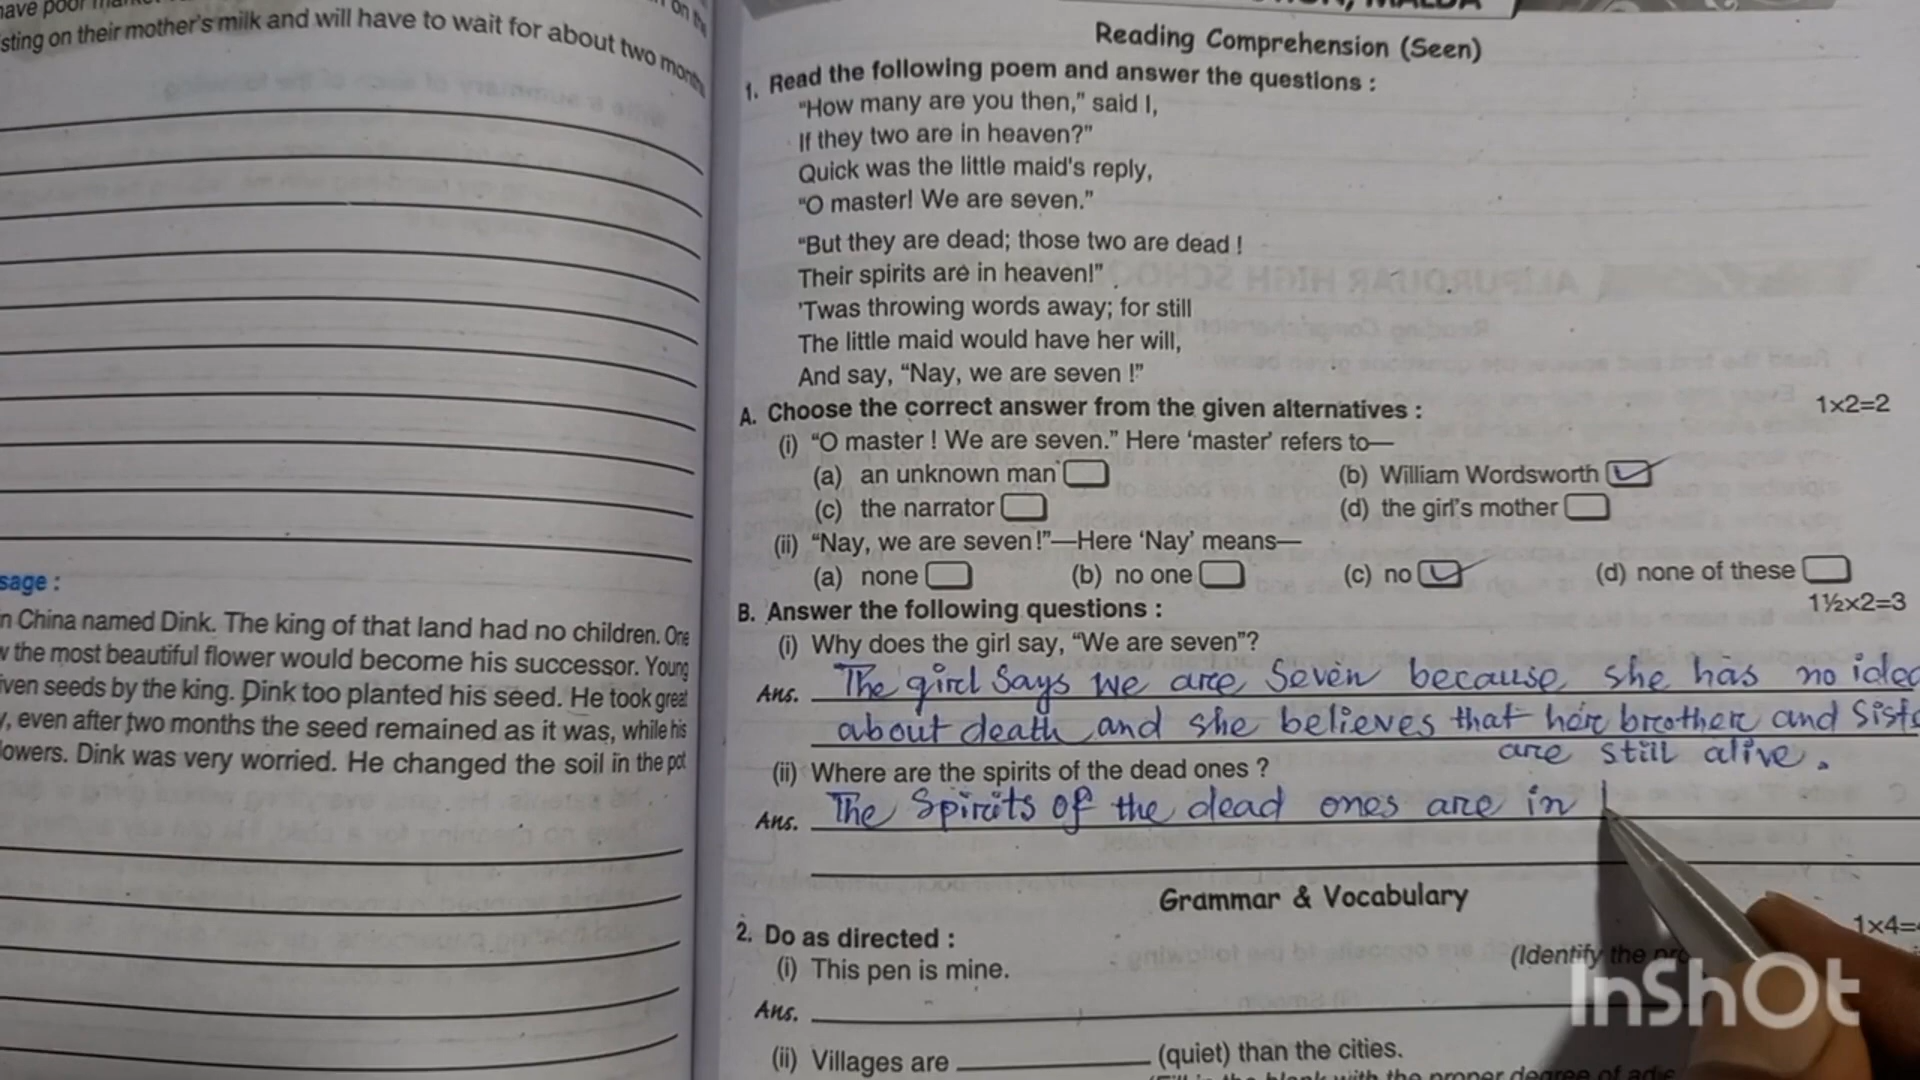 sting on their mother's milk and will have to wait for about two months
sage :
n China named Dink. The king of that land had no children. One
the most beautiful flower would become his successor. Young
iven seeds by the king. Dink too planted his seed. He took great
, even after two months the seed remained as it was, while his
lowers. Dink was very worried. He changed the soil in the pot
Reading Comprehension (Seen)
1. Read the following poem and answer the questions :
"How many are you then," said I,
If they two are in heaven?"
Quick was the little maid's reply,
"O master! We are seven."
"But they are dead; those two are dead !
Their spirits are in heaven!"
'Twas throwing words away; for still
The little maid would have her will,
And say, "Nay, we are seven !"
A. Choose the correct answer from the given alternatives : 1×2=2
(i) "O master ! We are seven." Here 'master' refers to—
(a) an unknown man (b) William Wordsworth
(c) the narrator (d) the girl's mother
(ii) "Nay, we are seven!"—Here 'Nay' means—
(a) none (b) no one (c) no (d) none of these
B. Answer the following questions : 1½×2=3
(i) Why does the girl say, "We are seven"?
Ans. The girl says we are seven because she has no idea
about death and she believes that her brother and siste
are still alive.
(ii) Where are the spirits of the dead ones ?
Ans. The spirits of the dead ones are in
Grammar & Vocabulary
2. Do as directed : 1×4=
(i) This pen is mine. (Identify the pro
Ans.
(ii) Villages are (quiet) than the cities.
InShOt